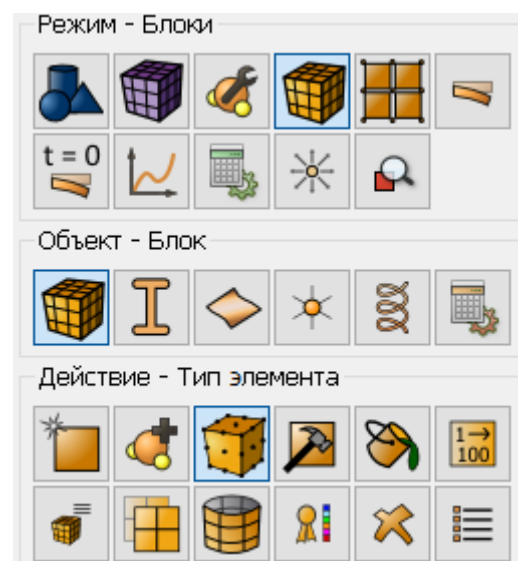 Режим - Блоки
t = 0
Объект - Блок
Действие - Тип элемента
1→
100